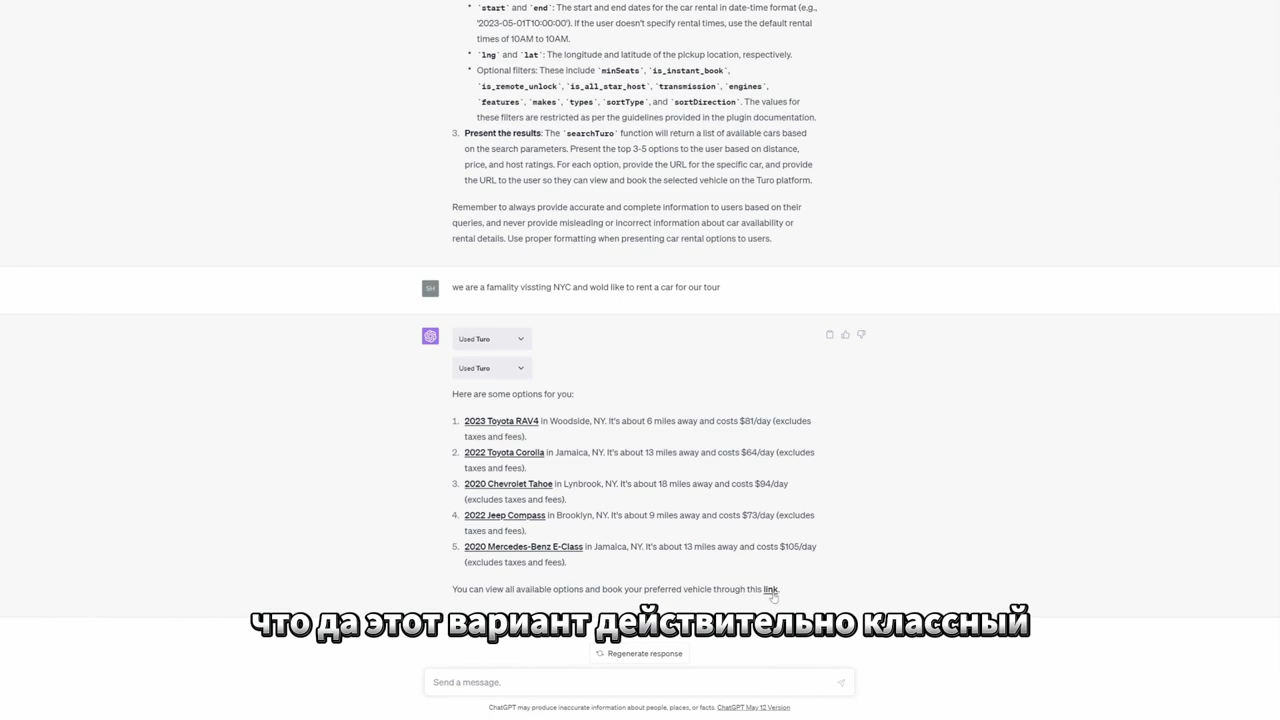 • `start` and `end`: The start and end dates for the car rental in date-time format (e.g.,
'2023-05-01T10:00:00'). If the user doesn't specify rental times, use the default rental
times of 10AM to 10AM.
• `lng` and `lat`: The longitude and latitude of the pickup location, respectively.
• Optional filters: These include `minSeats`, `is_instant_book`,
`is_remote_unlock`, `is_all_star_host`, `transmission`, `engines`,
`features`, `makes`, `types`, `sortType`, and `sortDirection`. The values for
these filters are restricted as per the guidelines provided in the plugin documentation.
3. Present the results: The `searchTuro` function will return a list of available cars based
on the search parameters. Present the top 3-5 options to the user based on distance,
price, and host ratings. For each option, provide the URL for the specific car, and provide
the URL to the user so they can view and book the selected vehicle on the Turo platform.
Remember to always provide accurate and complete information to users based on their
queries, and never provide misleading or incorrect information about car availability or
rental details. Use proper formatting when presenting car rental options to users.
SH we are a famality vissting NYC and wold like to rent a car for our tour
Used Turo
Used Turo
Here are some options for you:
1. 2023 Toyota RAV4 in Woodside, NY. It's about 6 miles away and costs $81/day (excludes
taxes and fees).
2. 2022 Toyota Corolla in Jamaica, NY. It's about 13 miles away and costs $64/day (excludes
taxes and fees).
3. 2020 Chevrolet Tahoe in Lynbrook, NY. It's about 18 miles away and costs $94/day
(excludes taxes and fees).
4. 2022 Jeep Compass in Brooklyn, NY. It's about 9 miles away and costs $73/day (excludes
taxes and fees).
5. 2020 Mercedes-Benz E-Class in Jamaica, NY. It's about 13 miles away and costs $105/day
(excludes taxes and fees).
You can view all available options and book your preferred vehicle through this link.
что да этот вариант действительно классный
Regenerate response
Send a message.
ChatGPT may produce inaccurate information about people, places, or facts. ChatGPT May 12 Version